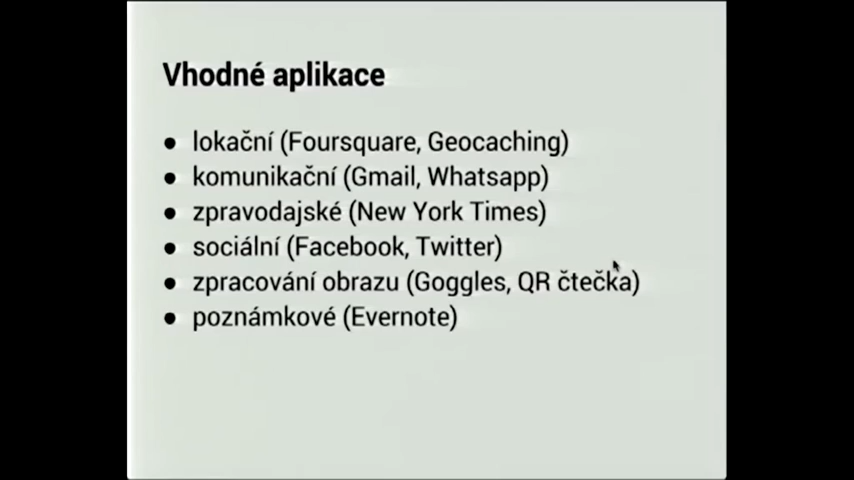 Vhodné aplikace
● lokační (Foursquare, Geocaching)
● komunikační (Gmail, Whatsapp)
● zpravodajské (New York Times)
● sociální (Facebook, Twitter)
● zpracování obrazu (Goggles, QR čtečka)
● poznámkové (Evernote)